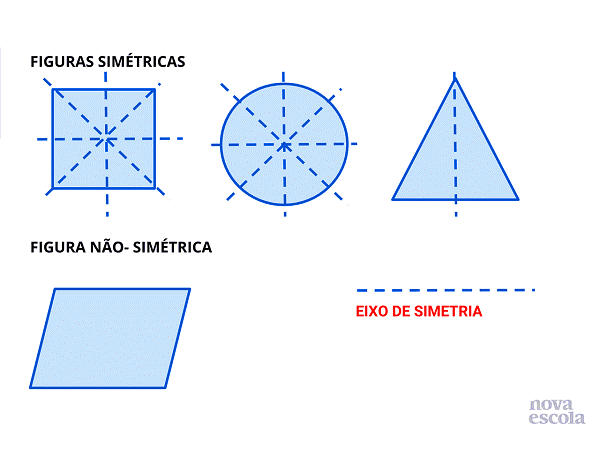 FIGURAS SIMÉTRICAS
FIGURA NÃO- SIMÉTRICA
EIXO DE SIMETRIA
nova
escola